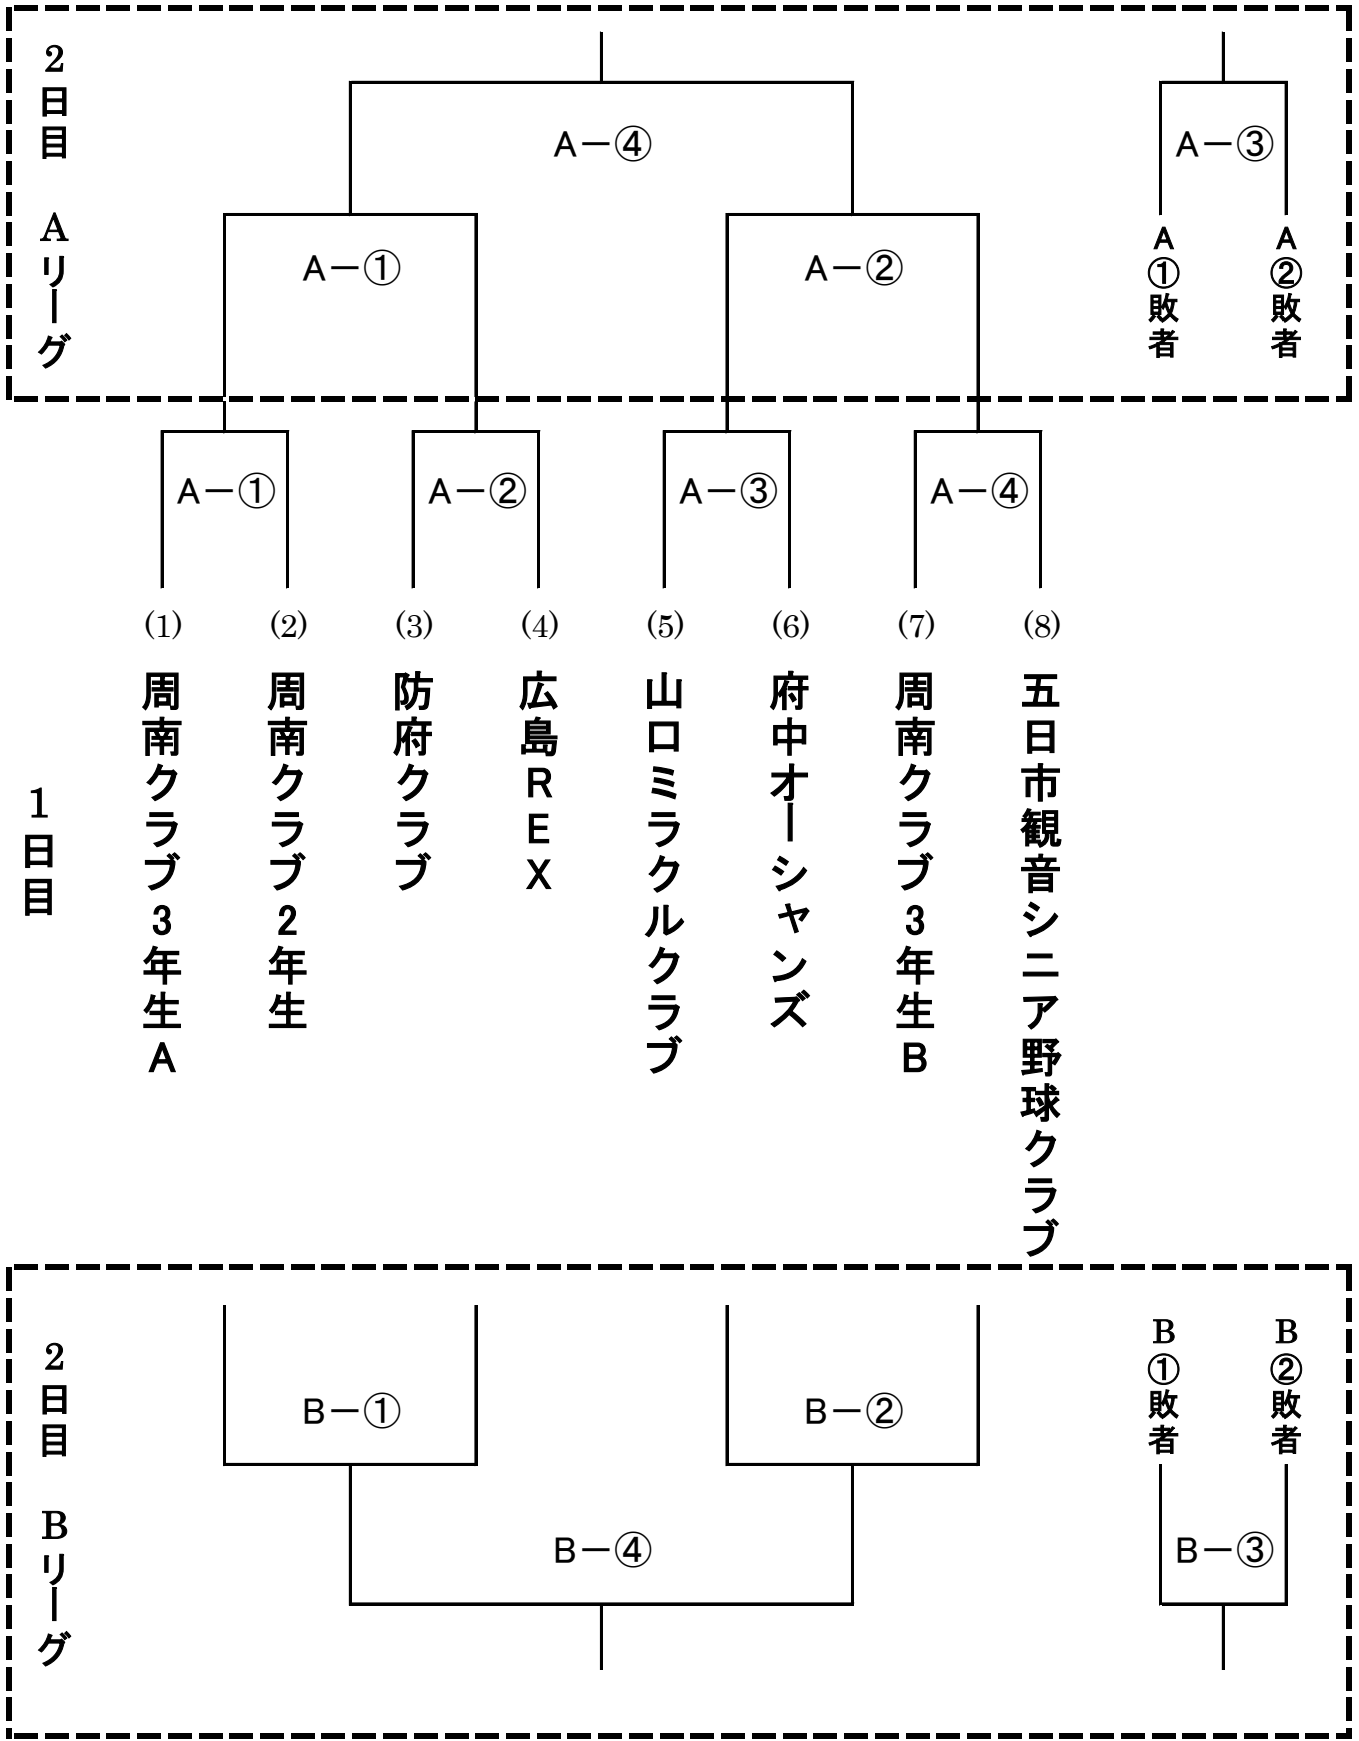 2日目 Aリーグ
A－④
A－③
A－①
A－②
A①敗者
A②敗者
A－①
A－②
A－③
A－④
1日目
(1) 周南クラブ3年生A
(2) 周南クラブ2年生
(3) 防府クラブ
(4) 広島REX
(5) 山口ミラクルクラブ
(6) 府中オーシャンズ
(7) 周南クラブ3年生B
(8) 五日市観音シニア野球クラブ
2日目 Bリーグ
B－①
B－②
B①敗者
B②敗者
B－④
B－③